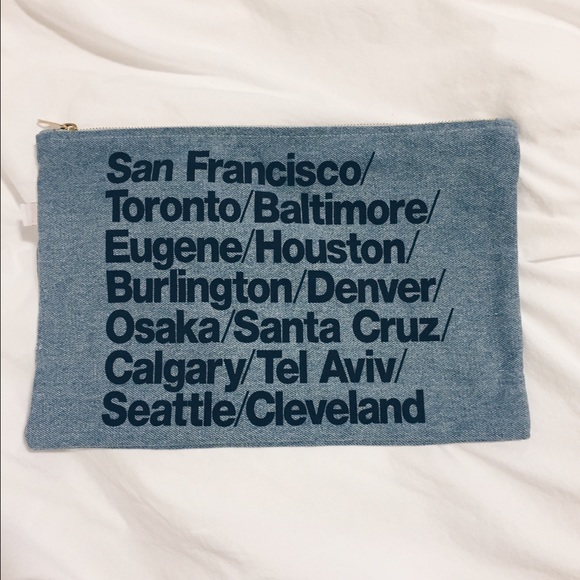 San Francisco/
Toronto/Baltimore/
Eugene/Houston/
Burlington/Denver/
Osaka/Santa Cruz/
Calgary/Tel Aviv/
Seattle/Cleveland